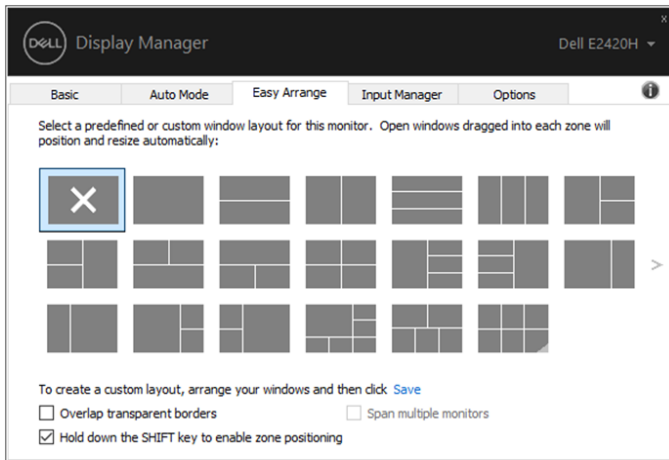 x
DELL Display Manager
Dell E2420H
Basic
Auto Mode
Easy Arrange
Input Manager
Options
i
Select a predefined or custom window layout for this monitor. Open windows dragged into each zone will
position and resize automatically:
>
To create a custom layout, arrange your windows and then click Save
Overlap transparent borders
Span multiple monitors
Hold down the SHIFT key to enable zone positioning